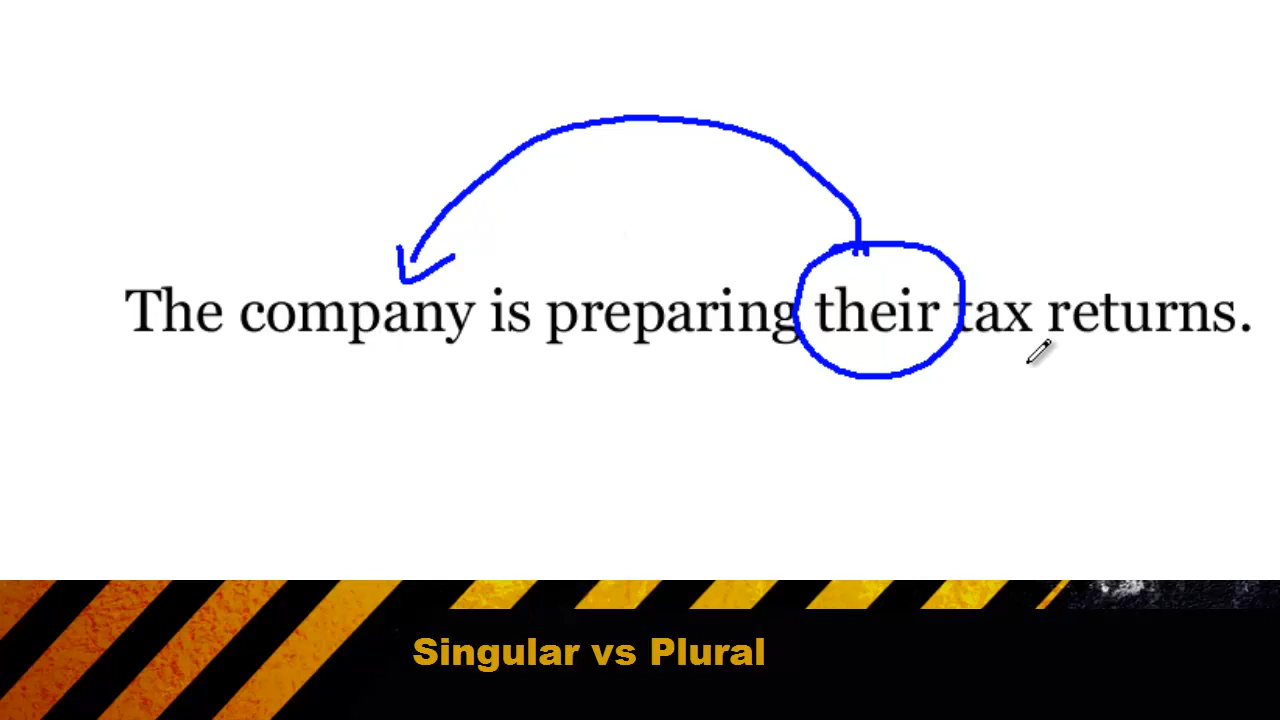 The company is preparing their tax returns.
Singular vs Plural